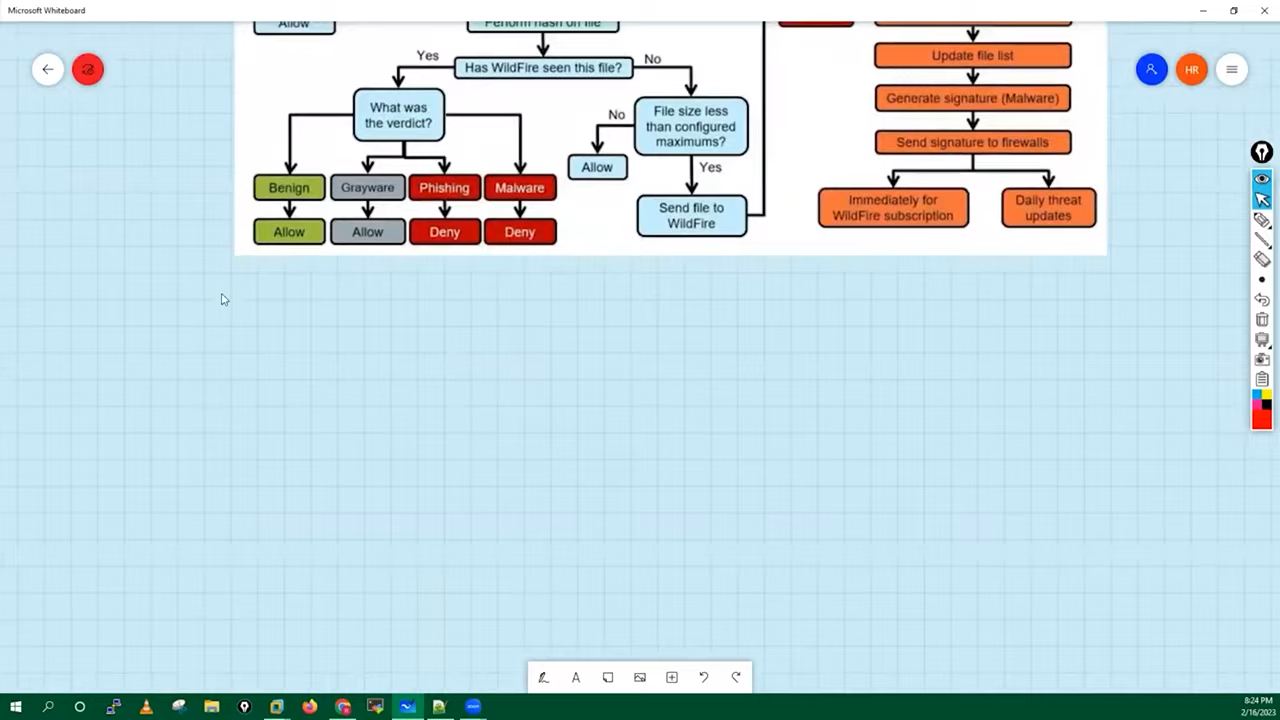 Microsoft Whiteboard
Allow
Perform hash on file
Update file list
Yes
Has WildFire seen this file?
No
What was
the verdict?
File size less
than configured
maximums?
No
Allow
Yes
Generate signature (Malware)
Send signature to firewalls
Benign
Grayware
Phishing
Malware
Send file to
WildFire
Immediately for
WildFire subscription
Daily threat
updates
Allow
Allow
Deny
Deny
HR
A
8:24 PM
2/16/2023